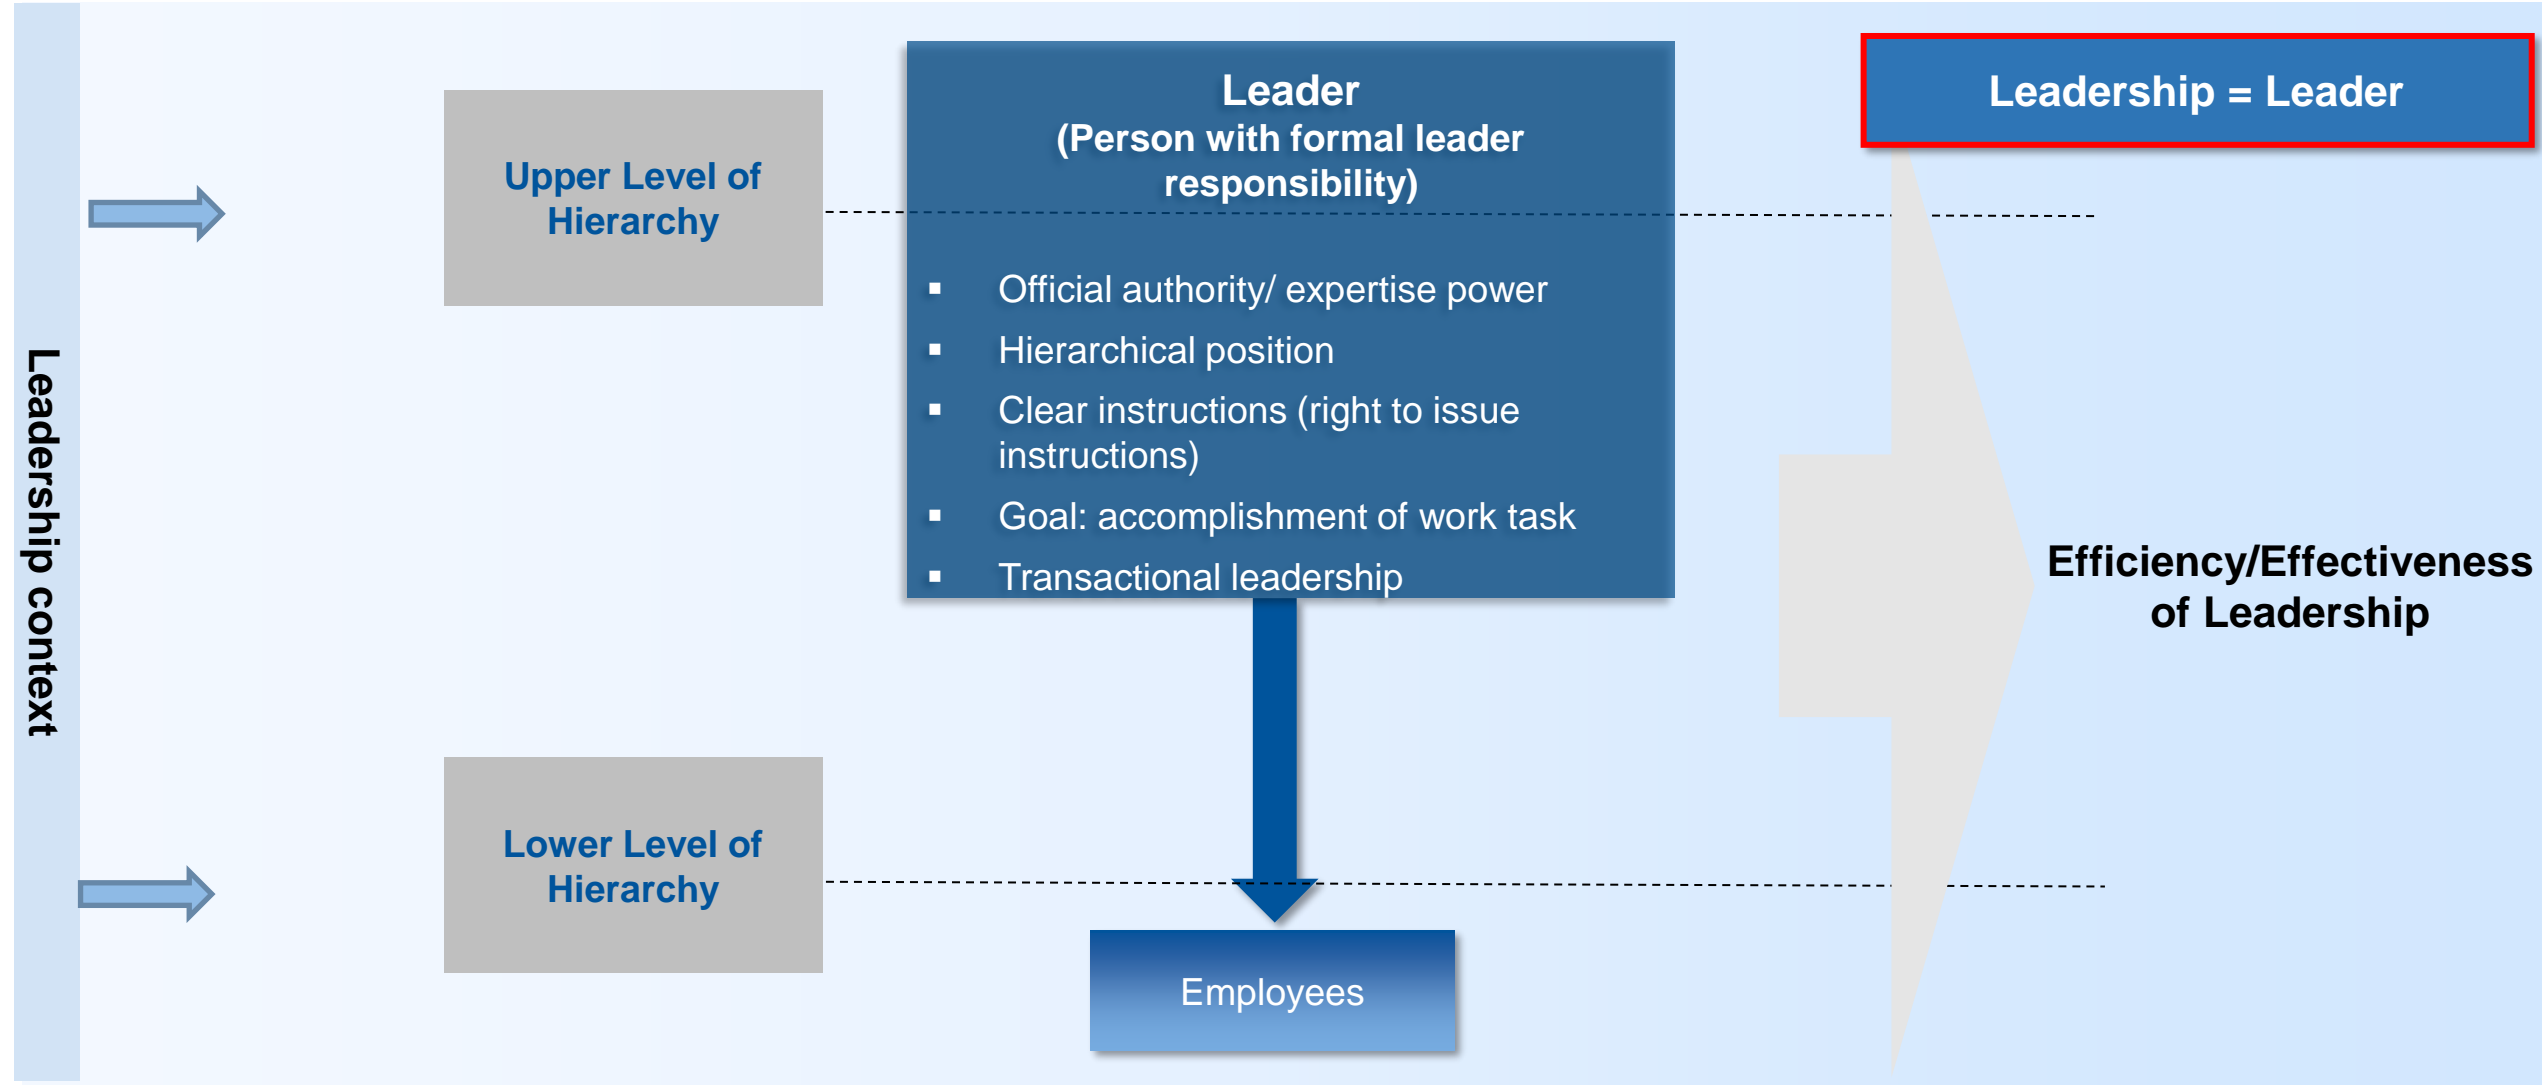 Leadership context
Upper Level of
Hierarchy
Leader
(Person with formal leader
responsibility)
▪ Official authority/ expertise power
▪ Hierarchical position
▪ Clear instructions (right to issue
instructions)
▪ Goal: accomplishment of work task
▪ Transactional leadership
Leadership = Leader
Efficiency/Effectiveness
of Leadership
Lower Level of
Hierarchy
Employees